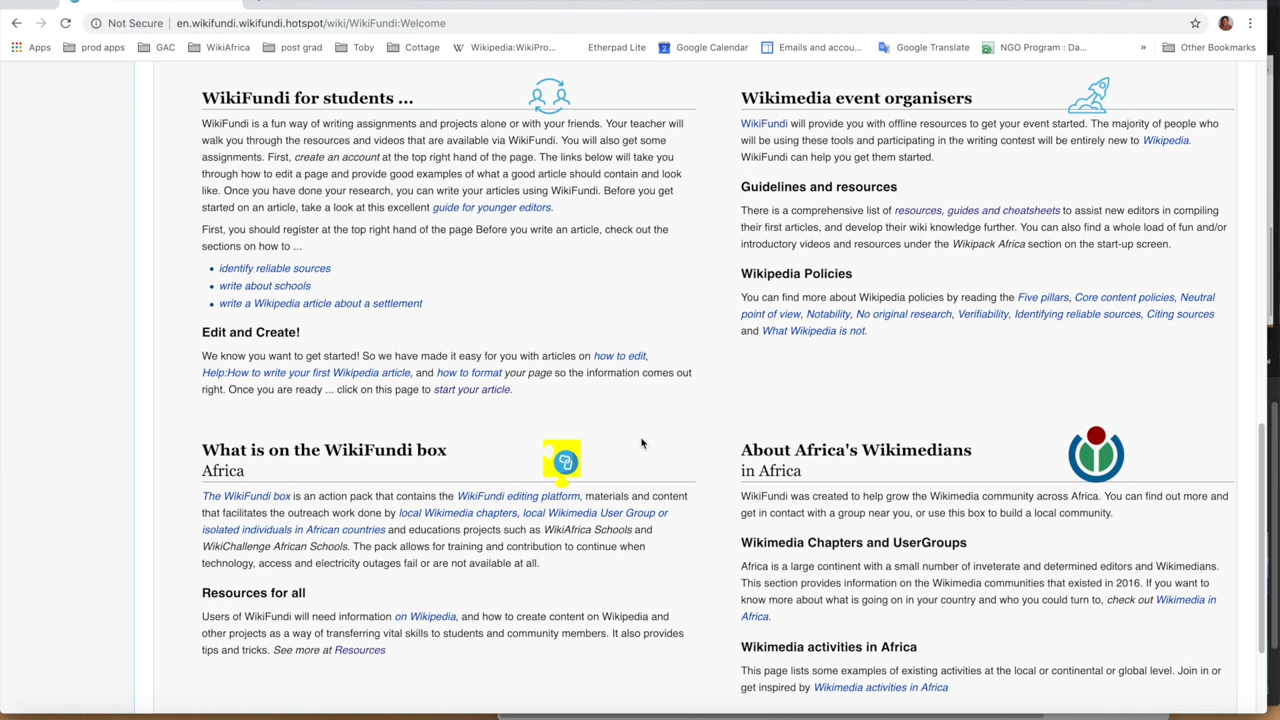 Not Secure en.wikifundi.wikifundi.hotspot/wiki/WikiFundi:Welcome
Apps prod apps GAC WikiAfrica post grad Toby Cottage Wikipedia:WikiPro... Etherpad Lite Google Calendar Emails and accou... Google Translate NGO Program : Da... » Other Bookmarks
WikiFundi for students ...
WikiFundi is a fun way of writing assignments and projects alone or with your friends. Your teacher will
walk you through the resources and videos that are available via WikiFundi. You will also get some
assignments. First, create an account at the top right hand of the page. The links below will take you
through how to edit a page and provide good examples of what a good article should contain and look
like. Once you have done your research, you can write your articles using WikiFundi. Before you get
started on an article, take a look at this excellent guide for younger editors.
First, you should register at the top right hand of the page Before you write an article, check out the
sections on how to ...
• identify reliable sources
• write about schools
• write a Wikipedia article about a settlement
Edit and Create!
We know you want to get started! So we have made it easy for you with articles on how to edit,
Help:How to write your first Wikipedia article, and how to format your page so the information comes out
right. Once you are ready ... click on this page to start your article.
Wikimedia event organisers
WikiFundi will provide you with offline resources to get your event started. The majority of people who
will be using these tools and participating in the writing contest will be entirely new to Wikipedia.
WikiFundi can help you get them started.
Guidelines and resources
There is a comprehensive list of resources, guides and cheatsheets to assist new editors in compiling
their first articles, and develop their wiki knowledge further. You can also find a whole load of fun and/or
introductory videos and resources under the Wikipack Africa section on the start-up screen.
Wikipedia Policies
You can find more about Wikipedia policies by reading the Five pillars, Core content policies, Neutral
point of view, Notability, No original research, Verifiability, Identifying reliable sources, Citing sources
and What Wikipedia is not.
What is on the WikiFundi box
Africa
The WikiFundi box is an action pack that contains the WikiFundi editing platform, materials and content
that facilitates the outreach work done by local Wikimedia chapters, local Wikimedia User Group or
isolated individuals in African countries and educations projects such as WikiAfrica Schools and
WikiChallenge African Schools. The pack allows for training and contribution to continue when
technology, access and electricity outages fail or are not available at all.
Resources for all
Users of WikiFundi will need information on Wikipedia, and how to create content on Wikipedia and
other projects as a way of transferring vital skills to students and community members. It also provides
tips and tricks. See more at Resources
About Africa's Wikimedians
in Africa
WikiFundi was created to help grow the Wikimedia community across Africa. You can find out more and
get in contact with a group near you, or use this box to build a local community.
Wikimedia Chapters and UserGroups
Africa is a large continent with a small number of inveterate and determined editors and Wikimedians.
This section provides information on the Wikimedia communities that existed in 2016. If you want to
know more about what is going on in your country and who you could turn to, check out Wikimedia in
Africa.
Wikimedia activities in Africa
This page lists some examples of existing activities at the local or continental or global level. Join in or
get inspired by Wikimedia activities in Africa